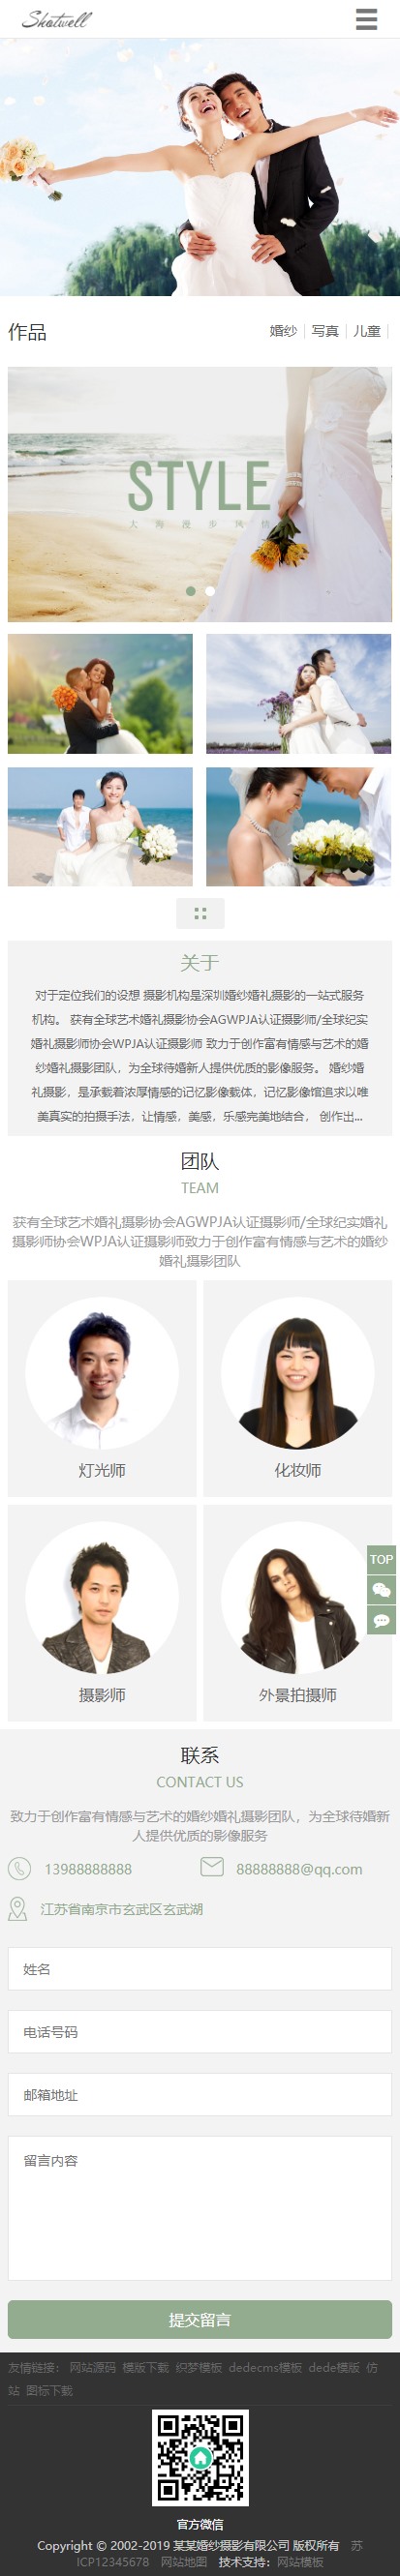 Shotwell
作品 婚纱 | 写真 | 儿童 |
STYLE
大海漫步风情
关于
对于定位我们的设想 摄影机构是深圳婚纱婚礼摄影的一站式服务
机构。 获有全球艺术婚礼摄影协会AGWPJA认证摄影师/全球纪实
婚礼摄影师协会WPJA认证摄影师 致力于创作富有情感与艺术的婚
纱婚礼摄影团队，为全球待婚新人提供优质的影像服务。 婚纱婚
礼摄影，是承载着浓厚情感的记忆影像载体，记忆影像馆追求以唯
美真实的拍摄手法，让情感，美感，乐感完美地结合， 创作出...
团队
TEAM
获有全球艺术婚礼摄影协会AGWPJA认证摄影师/全球纪实婚礼
摄影师协会WPJA认证摄影师致力于创作富有情感与艺术的婚纱
婚礼摄影团队
灯光师 化妆师
TOP
摄影师 外景拍摄师
联系
CONTACT US
致力于创作富有情感与艺术的婚纱婚礼摄影团队，为全球待婚新
人提供优质的影像服务
13988888888 88888888@qq.com
江苏省南京市玄武区玄武湖
姓名
电话号码
邮箱地址
留言内容
提交留言
友情链接： 网站源码 模版下载 织梦模板 dedecms模板 dede模版 仿
站 图标下载
官方微信
Copyright © 2002-2019 某某婚纱摄影有限公司 版权所有 苏
ICP12345678 网站地图 技术支持：网站模板